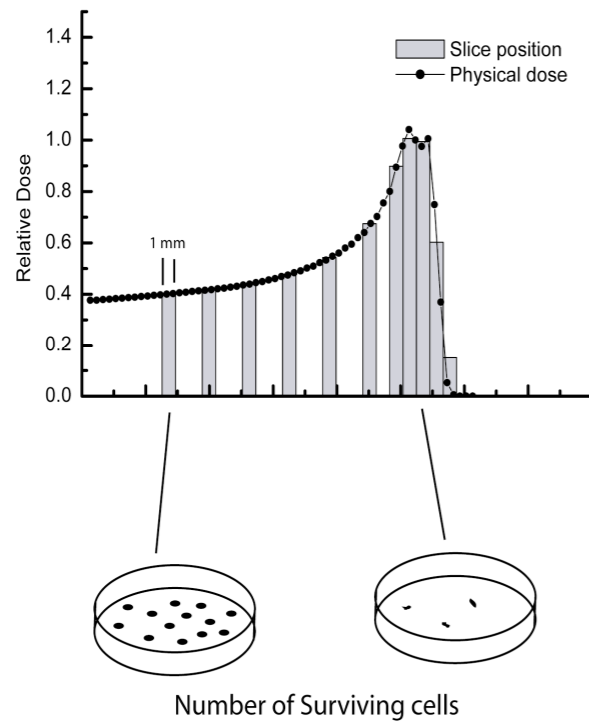 1.4
1.2
1.0
0.8
0.6
0.4
0.2
0.0
Relative Dose
Slice position
Physical dose
1 mm
Number of Surviving cells